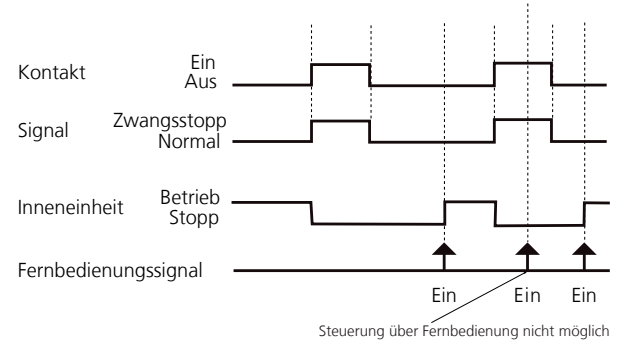 Kontakt Ein
Aus
Signal Zwangsstopp
Normal
Inneneinheit Betrieb
Stopp
Fernbedienungssignal
Ein Ein Ein
Steuerung über Fernbedienung nicht möglich